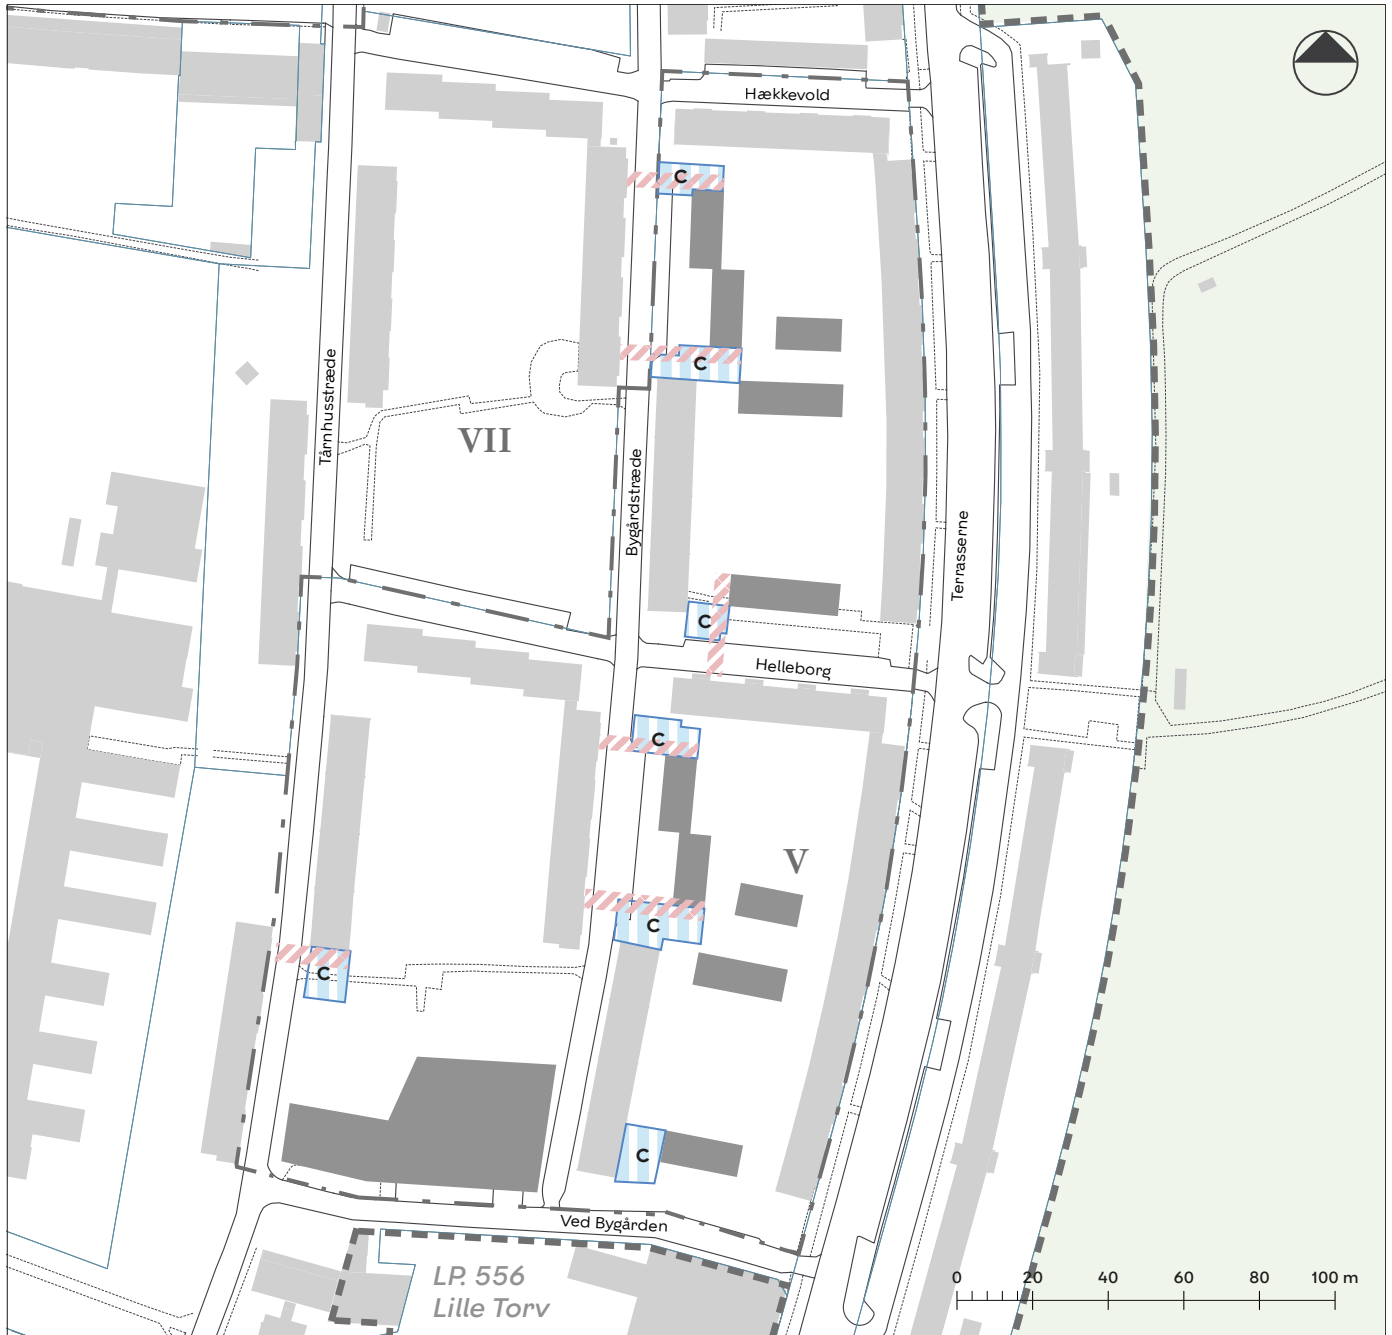 Hækkevold
C
C
Tårnhusstræde
VII
Bygårdstræde
Terrasserne
C
Helleborg
C
V
C
C
C
Ved Bygården
LP. 556
Lille Torv
0 20 40 60 80 100 m